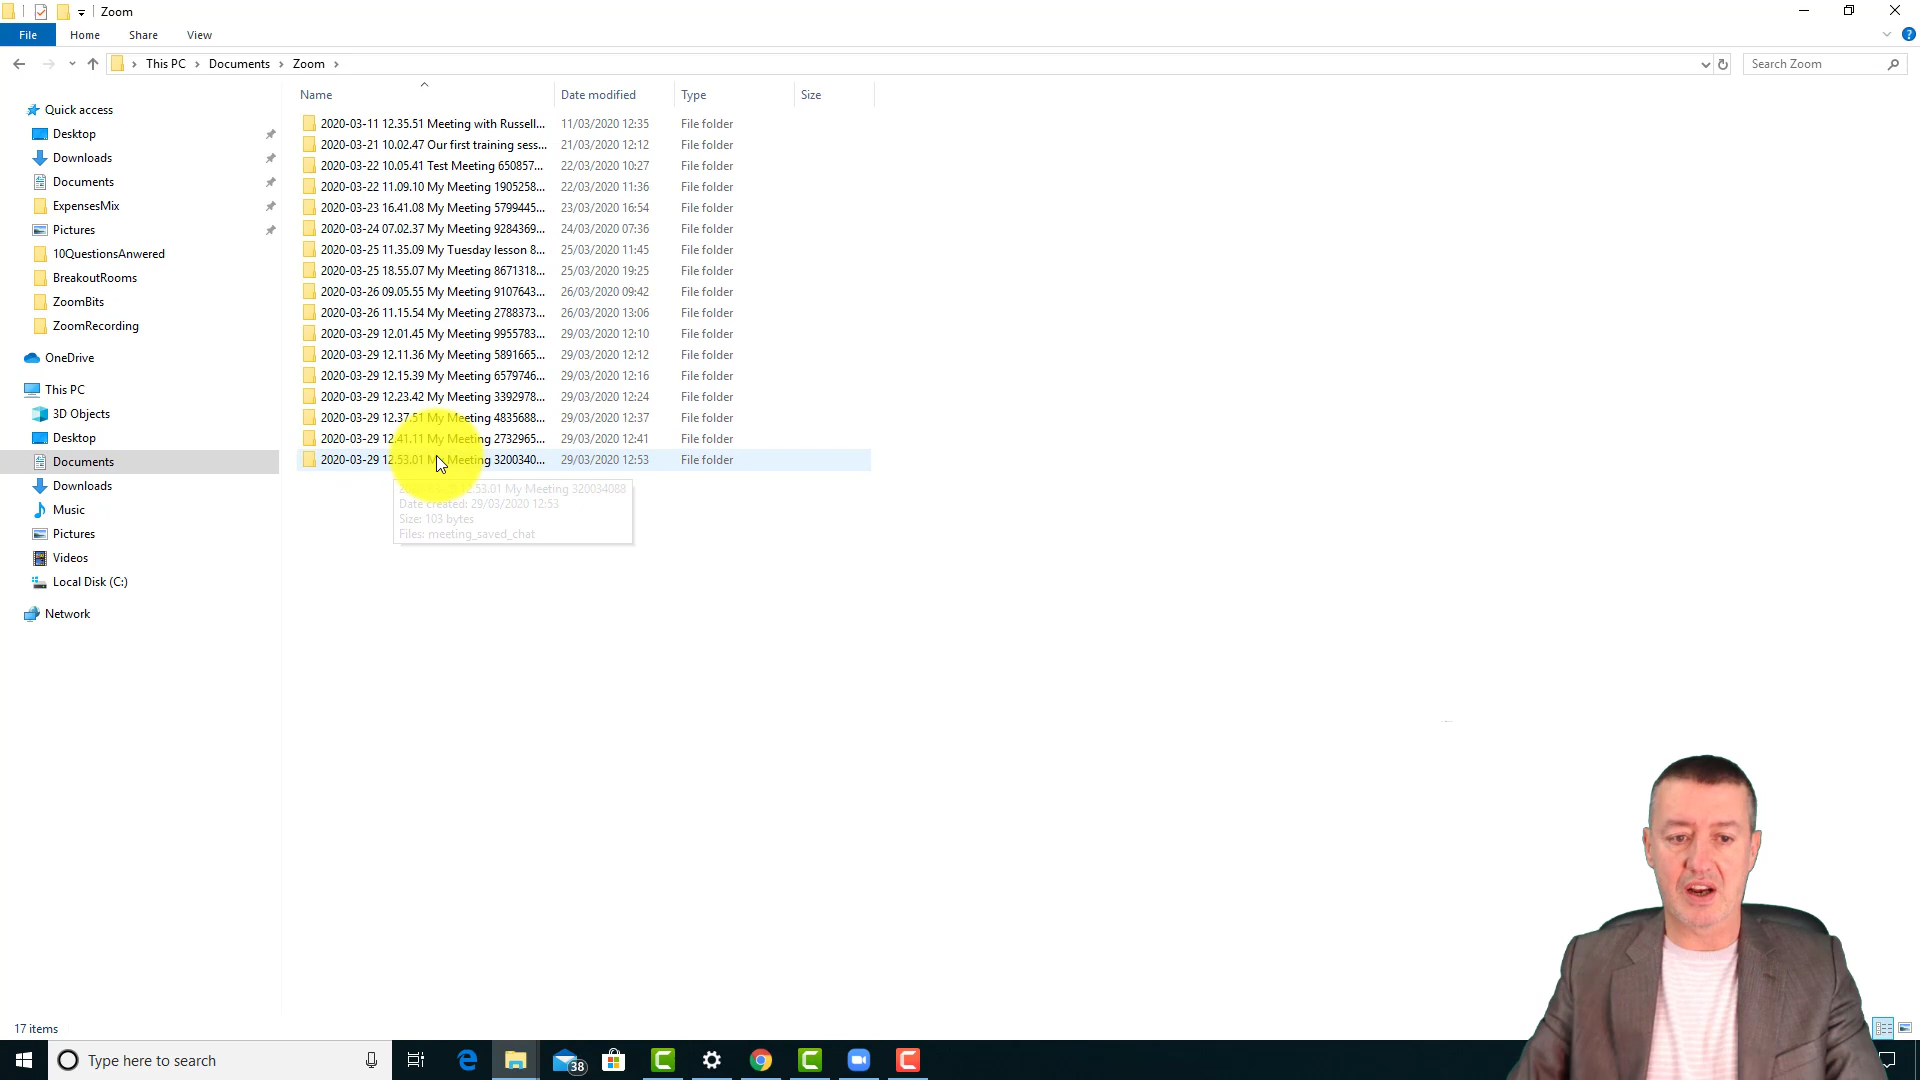 Zoom
File Home Share View
This PC Documents Zoom
Search Zoom
Name Date modified Type Size
Quick access
Desktop
Downloads
Documents
ExpensesMix
Pictures
10QuestionsAnwered
BreakoutRooms
ZoomBits
ZoomRecording
OneDrive
This PC
3D Objects
Desktop
Documents
Downloads
Music
Pictures
Videos
Local Disk (C:)
Network
2020-03-11 12.35.51 Meeting with Russell... 11/03/2020 12:35 File folder
2020-03-21 10.02.47 Our first training sess... 21/03/2020 12:12 File folder
2020-03-22 10.05.41 Test Meeting 650857... 22/03/2020 10:27 File folder
2020-03-22 11.09.10 My Meeting 1905258... 22/03/2020 11:36 File folder
2020-03-23 16.41.08 My Meeting 5799445... 23/03/2020 16:54 File folder
2020-03-24 07.02.37 My Meeting 9284369... 24/03/2020 07:36 File folder
2020-03-25 11.35.09 My Tuesday lesson 8... 25/03/2020 11:45 File folder
2020-03-25 18.55.07 My Meeting 8671318... 25/03/2020 19:25 File folder
2020-03-26 09.05.55 My Meeting 9107643... 26/03/2020 09:42 File folder
2020-03-26 11.15.54 My Meeting 2788373... 26/03/2020 13:06 File folder
2020-03-29 12.01.45 My Meeting 9955783... 29/03/2020 12:10 File folder
2020-03-29 12.11.36 My Meeting 5891665... 29/03/2020 12:12 File folder
2020-03-29 12.15.39 My Meeting 6579746... 29/03/2020 12:16 File folder
2020-03-29 12.23.42 My Meeting 3392978... 29/03/2020 12:24 File folder
2020-03-29 12.37.51 My Meeting 4835688... 29/03/2020 12:37 File folder
2020-03-29 12.41.11 My Meeting 2732965... 29/03/2020 12:41 File folder
2020-03-29 12.53.01 My Meeting 3200340... 29/03/2020 12:53 File folder
My Meeting 320034088
Date created: 29/03/2020 12:53
Size: 103 bytes
Files: meeting_saved_chat
17 items
Type here to search
38